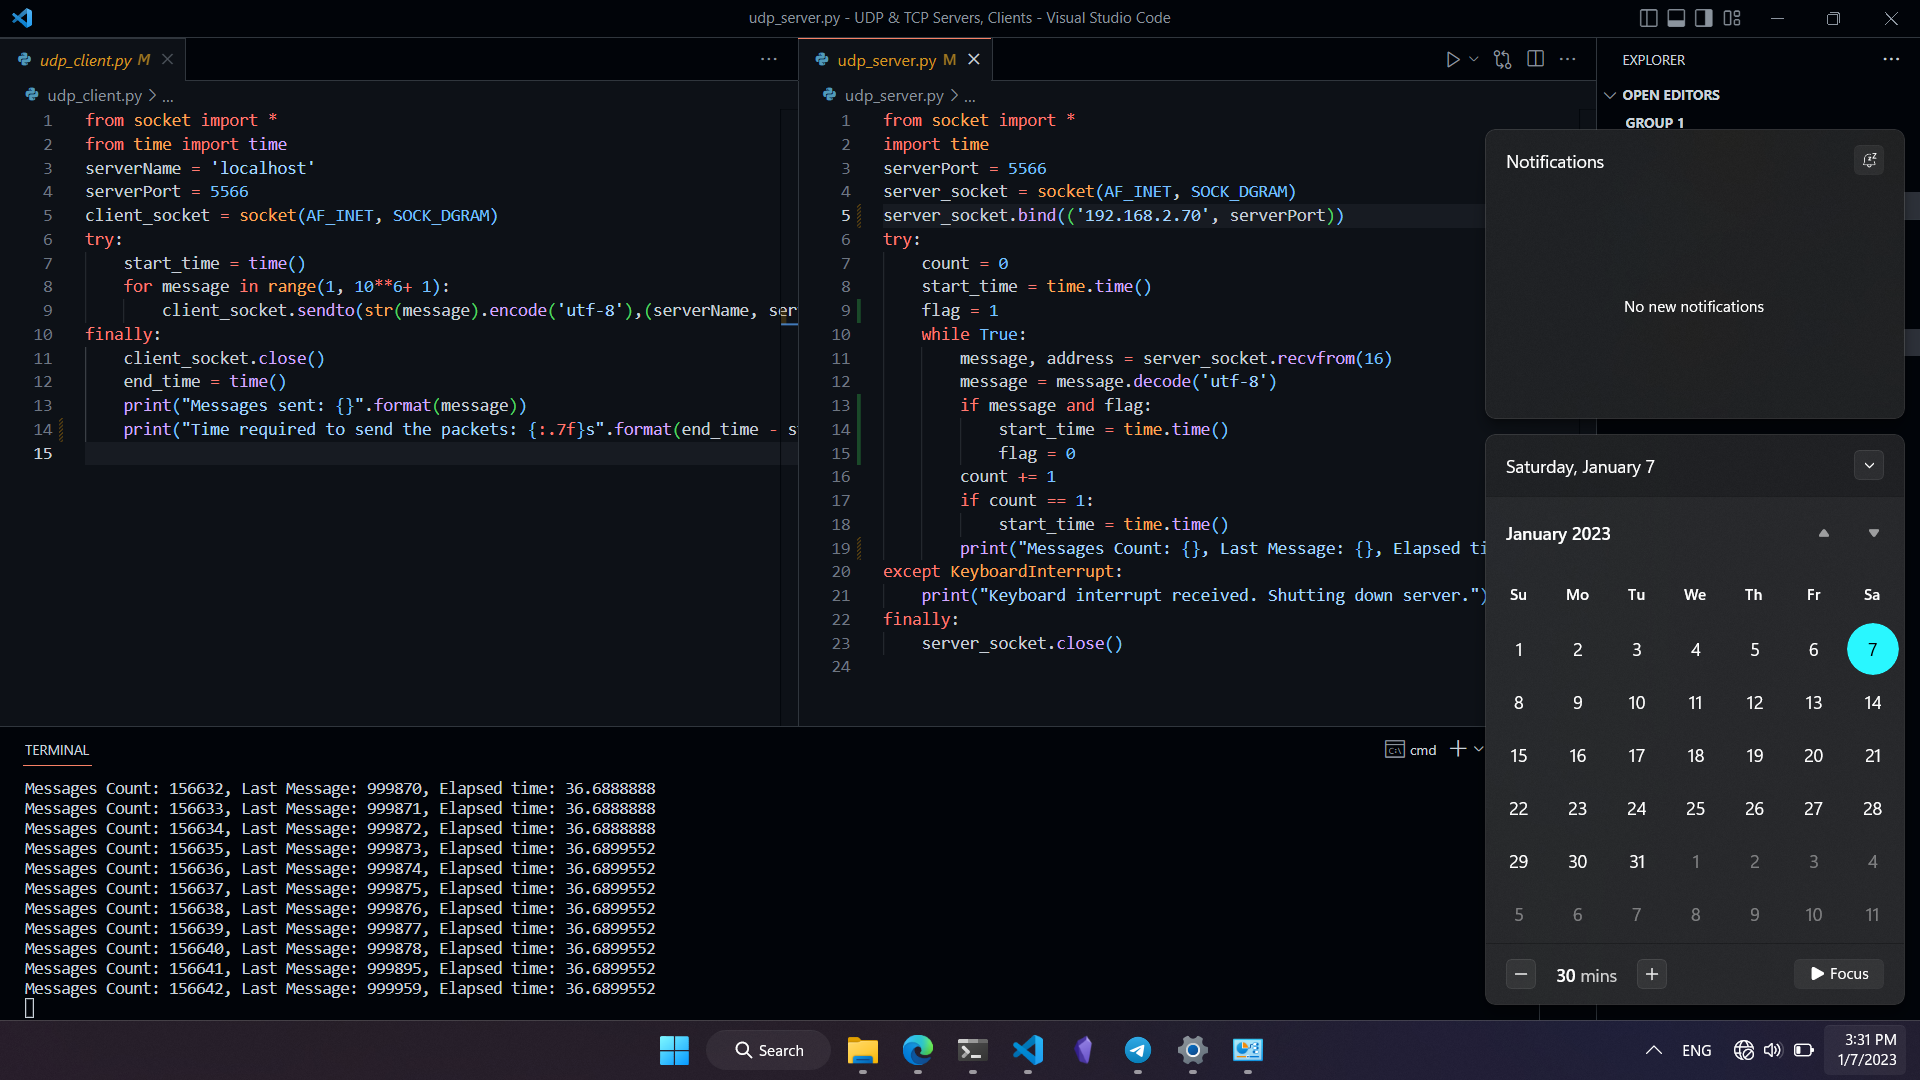 udp_server.py - UDP & TCP Servers, Clients - Visual Studio Code
udp_client.py M
udp_client.py > ...
1 from socket import *
2 from time import time
3 serverName = 'localhost'
4 serverPort = 5566
5 client_socket = socket(AF_INET, SOCK_DGRAM)
6 try:
7 start_time = time()
8 for message in range(1, 10**6+ 1):
9 client_socket.sendto(str(message).encode('utf-8'),(serverName, ser
10 finally:
11 client_socket.close()
12 end_time = time()
13 print("Messages sent: {}".format(message))
14 print("Time required to send the packets: {:.7f}s".format(end_time - s
15
udp_server.py M
udp_server.py > ...
1 from socket import *
2 import time
3 serverPort = 5566
4 server_socket = socket(AF_INET, SOCK_DGRAM)
5 server_socket.bind(('192.168.2.70', serverPort))
6 try:
7 count = 0
8 start_time = time.time()
9 flag = 1
10 while True:
11 message, address = server_socket.recvfrom(16)
12 message = message.decode('utf-8')
13 if message and flag:
14 start_time = time.time()
15 flag = 0
16 count += 1
17 if count == 1:
18 start_time = time.time()
19 print("Messages Count: {}, Last Message: {}, Elapsed ti
20 except KeyboardInterrupt:
21 print("Keyboard interrupt received. Shutting down server.")
22 finally:
23 server_socket.close()
24
EXPLORER
OPEN EDITORS
GROUP 1
Notifications
No new notifications
Saturday, January 7
January 2023
Su Mo Tu We Th Fr Sa
1 2 3 4 5 6 7
8 9 10 11 12 13 14
15 16 17 18 19 20 21
22 23 24 25 26 27 28
29 30 31 1 2 3 4
5 6 7 8 9 10 11
30 mins
Focus
TERMINAL
cmd
Messages Count: 156632, Last Message: 999870, Elapsed time: 36.6888888
Messages Count: 156633, Last Message: 999871, Elapsed time: 36.6888888
Messages Count: 156634, Last Message: 999872, Elapsed time: 36.6888888
Messages Count: 156635, Last Message: 999873, Elapsed time: 36.6899552
Messages Count: 156636, Last Message: 999874, Elapsed time: 36.6899552
Messages Count: 156637, Last Message: 999875, Elapsed time: 36.6899552
Messages Count: 156638, Last Message: 999876, Elapsed time: 36.6899552
Messages Count: 156639, Last Message: 999877, Elapsed time: 36.6899552
Messages Count: 156640, Last Message: 999878, Elapsed time: 36.6899552
Messages Count: 156641, Last Message: 999895, Elapsed time: 36.6899552
Messages Count: 156642, Last Message: 999959, Elapsed time: 36.6899552
Search
ENG
3:31 PM
1/7/2023